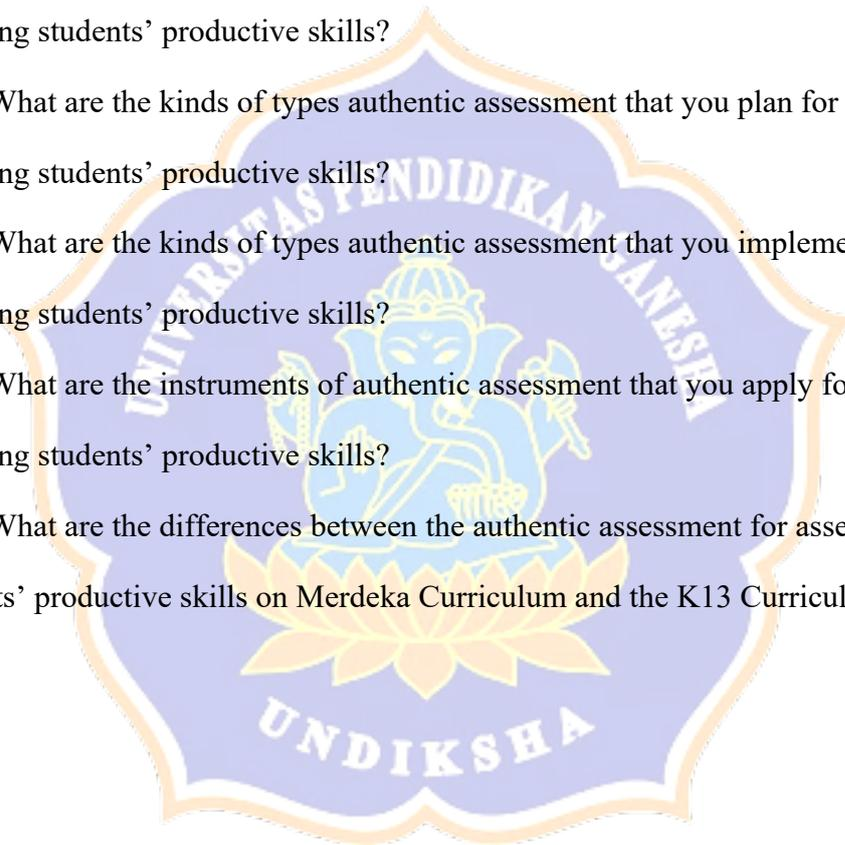 ng students’ productive skills?
What are the kinds of types authentic assessment that you plan for
ng students’ productive skills?
What are the kinds of types authentic assessment that you impleme
ng students’ productive skills?
What are the instruments of authentic assessment that you apply fo
ng students’ productive skills?
What are the differences between the authentic assessment for asse
ts’ productive skills on Merdeka Curriculum and the K13 Curricul
UNIVERSITAS PENDIDIKAN GANESHA
UNDIKSHA